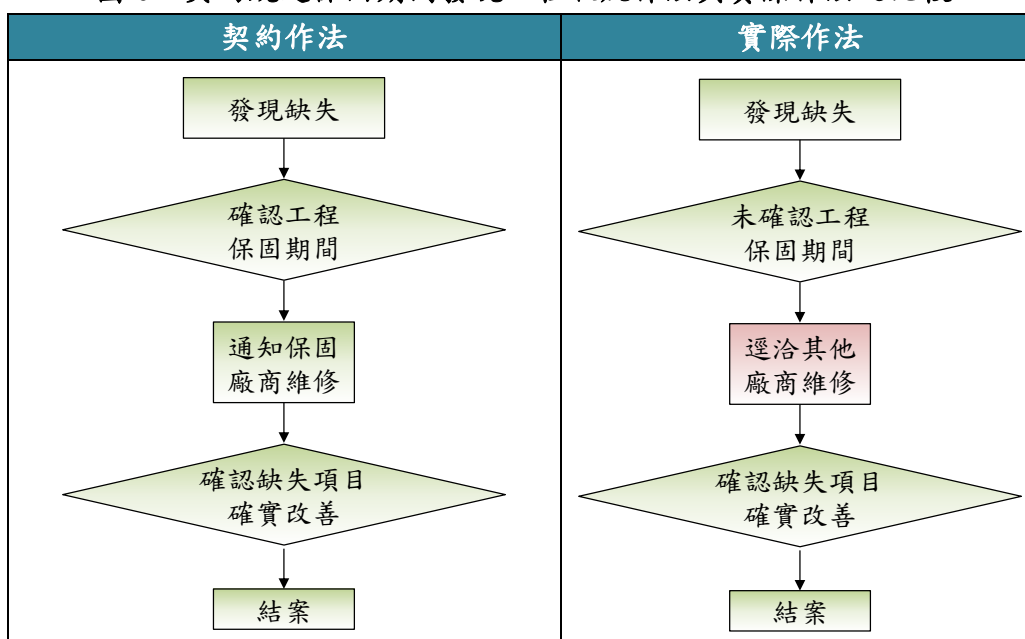 契約作法
實際作法
發現缺失
確認工程
保固期間
通知保固
廠商維修
確認缺失項目
確實改善
結案
發現缺失
未確認工程
保固期間
逕洽其他
廠商維修
確認缺失項目
確實改善
結案